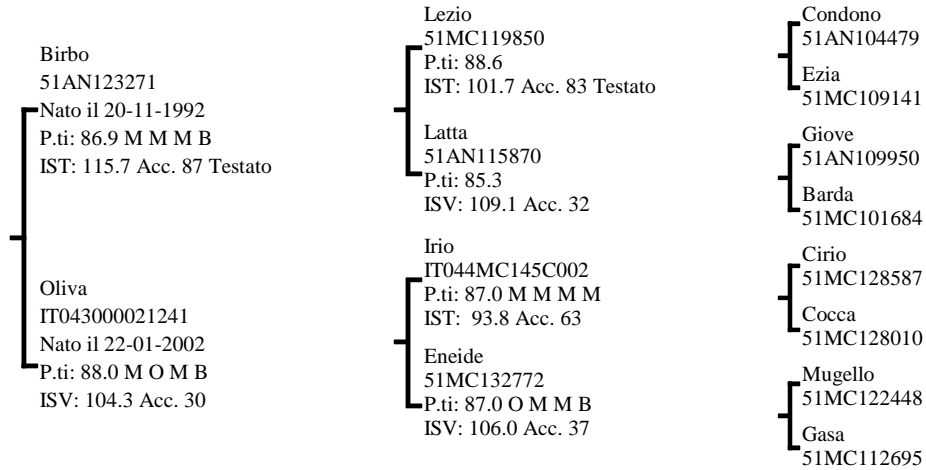 Birbo
51AN123271
Nato il 20-11-1992
P.ti: 86.9 M M M B
IST: 115.7 Acc. 87 Testato
Oliva
IT043000021241
Nato il 22-01-2002
P.ti: 88.0 M O M B
ISV: 104.3 Acc. 30
Lezio
51MC119850
P.ti: 88.6
IST: 101.7 Acc. 83 Testato
Latta
51AN115870
P.ti: 85.3
ISV: 109.1 Acc. 32
Irio
IT044MC145C002
P.ti: 87.0 M M M M
IST: 93.8 Acc. 63
Eneide
51MC132772
P.ti: 87.0 O M M B
ISV: 106.0 Acc. 37
Condono
51AN104479
Ezia
51MC109141
Giove
51AN109950
Barda
51MC101684
Cirio
51MC128587
Cocca
51MC128010
Mugello
51MC122448
Gasa
51MC112695